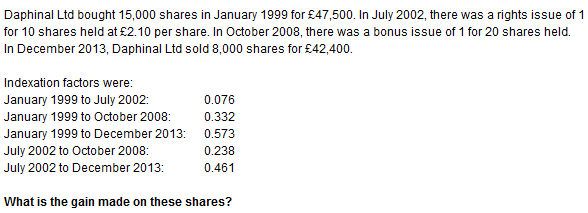 Daphinal Ltd bought 15,000 shares in January 1999 for £47,500. In July 2002, there was a rights issue of 1
for 10 shares held at £2.10 per share. In October 2008, there was a bonus issue of 1 for 20 shares held.
In December 2013, Daphinal Ltd sold 8,000 shares for £42,400.
Indexation factors were:
January 1999 to July 2002: 0.076
January 1999 to October 2008: 0.332
January 1999 to December 2013: 0.573
July 2002 to October 2008: 0.238
July 2002 to December 2013: 0.461
What is the gain made on these shares?